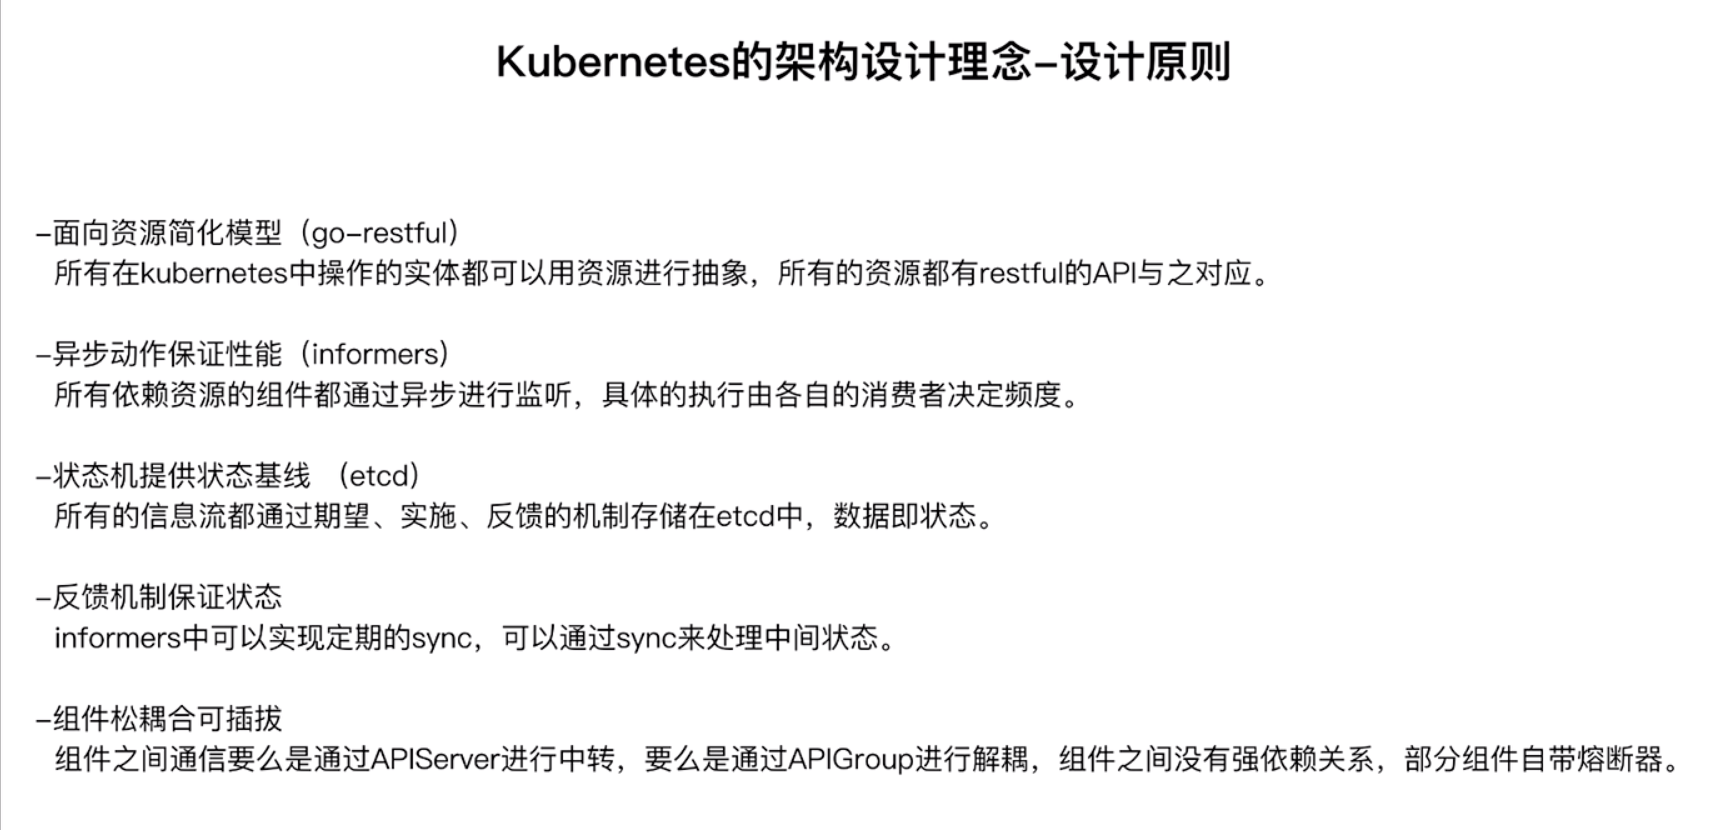 Kubernetes的架构设计理念-设计原则
-面向资源简化模型（go-restful）
所有在kubernetes中操作的实体都可以用资源进行抽象，所有的资源都有restful的API与之对应。
-异步动作保证性能（informers）
所有依赖资源的组件都通过异步进行监听，具体的执行由各自的消费者决定频度。
-状态机提供状态基线 （etcd）
所有的信息流都通过期望、实施、反馈的机制存储在etcd中，数据即状态。
-反馈机制保证状态
informers中可以实现定期的sync，可以通过sync来处理中间状态。
-组件松耦合可插拔
组件之间通信要么是通过APIServer进行中转，要么是通过APIGroup进行解耦，组件之间没有强依赖关系，部分组件自带熔断器。